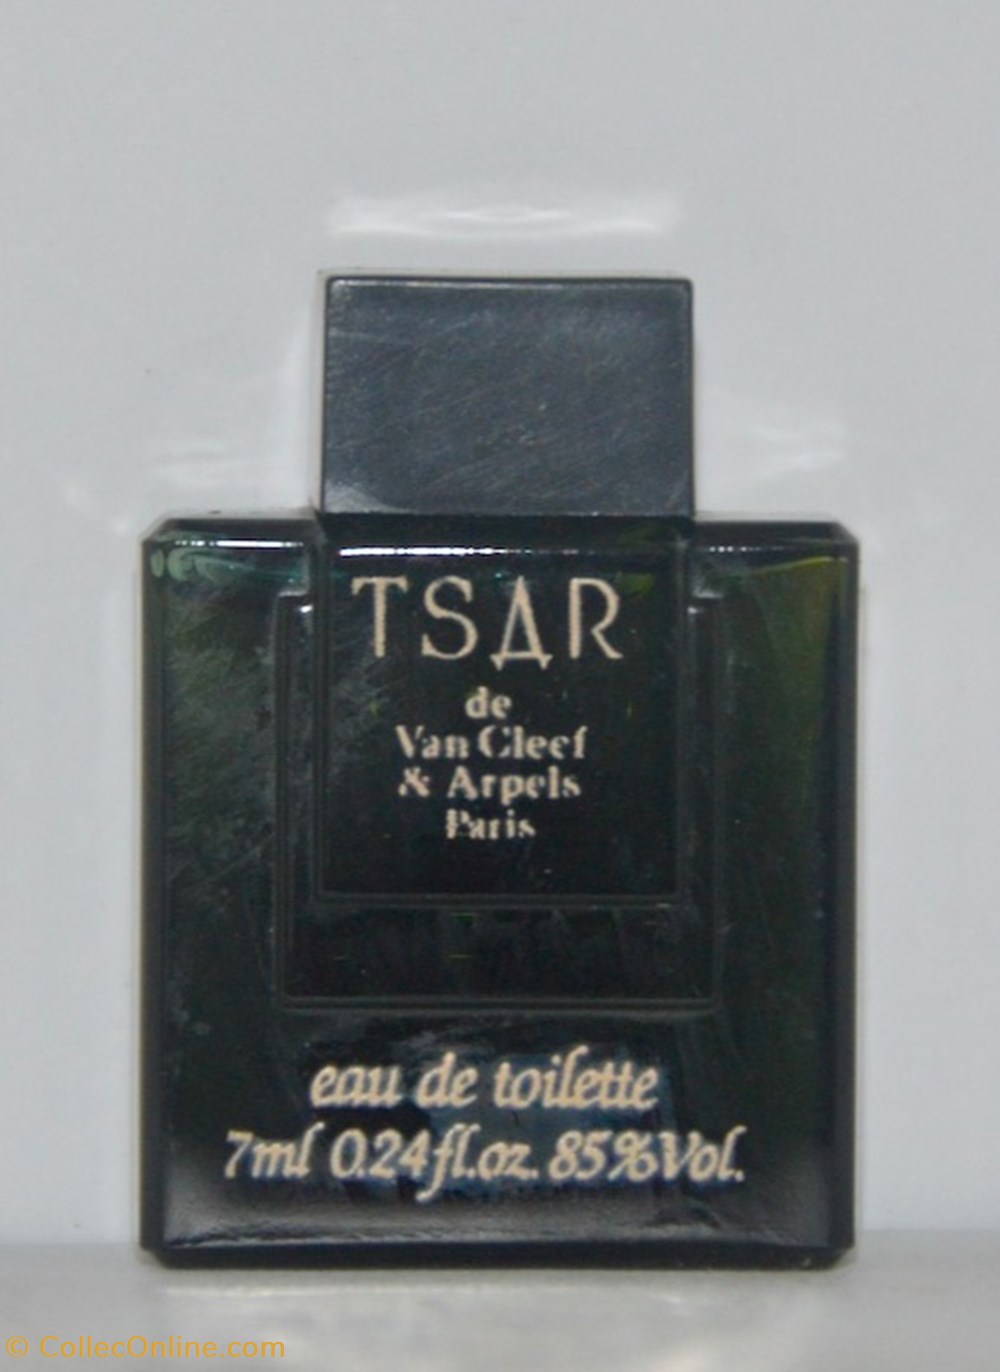 TSAR
de
Van Cleef
& Arpels
Paris
eau de toilette
7ml 0.24fl.oz. 85%Vol.
© CollecOnline.com